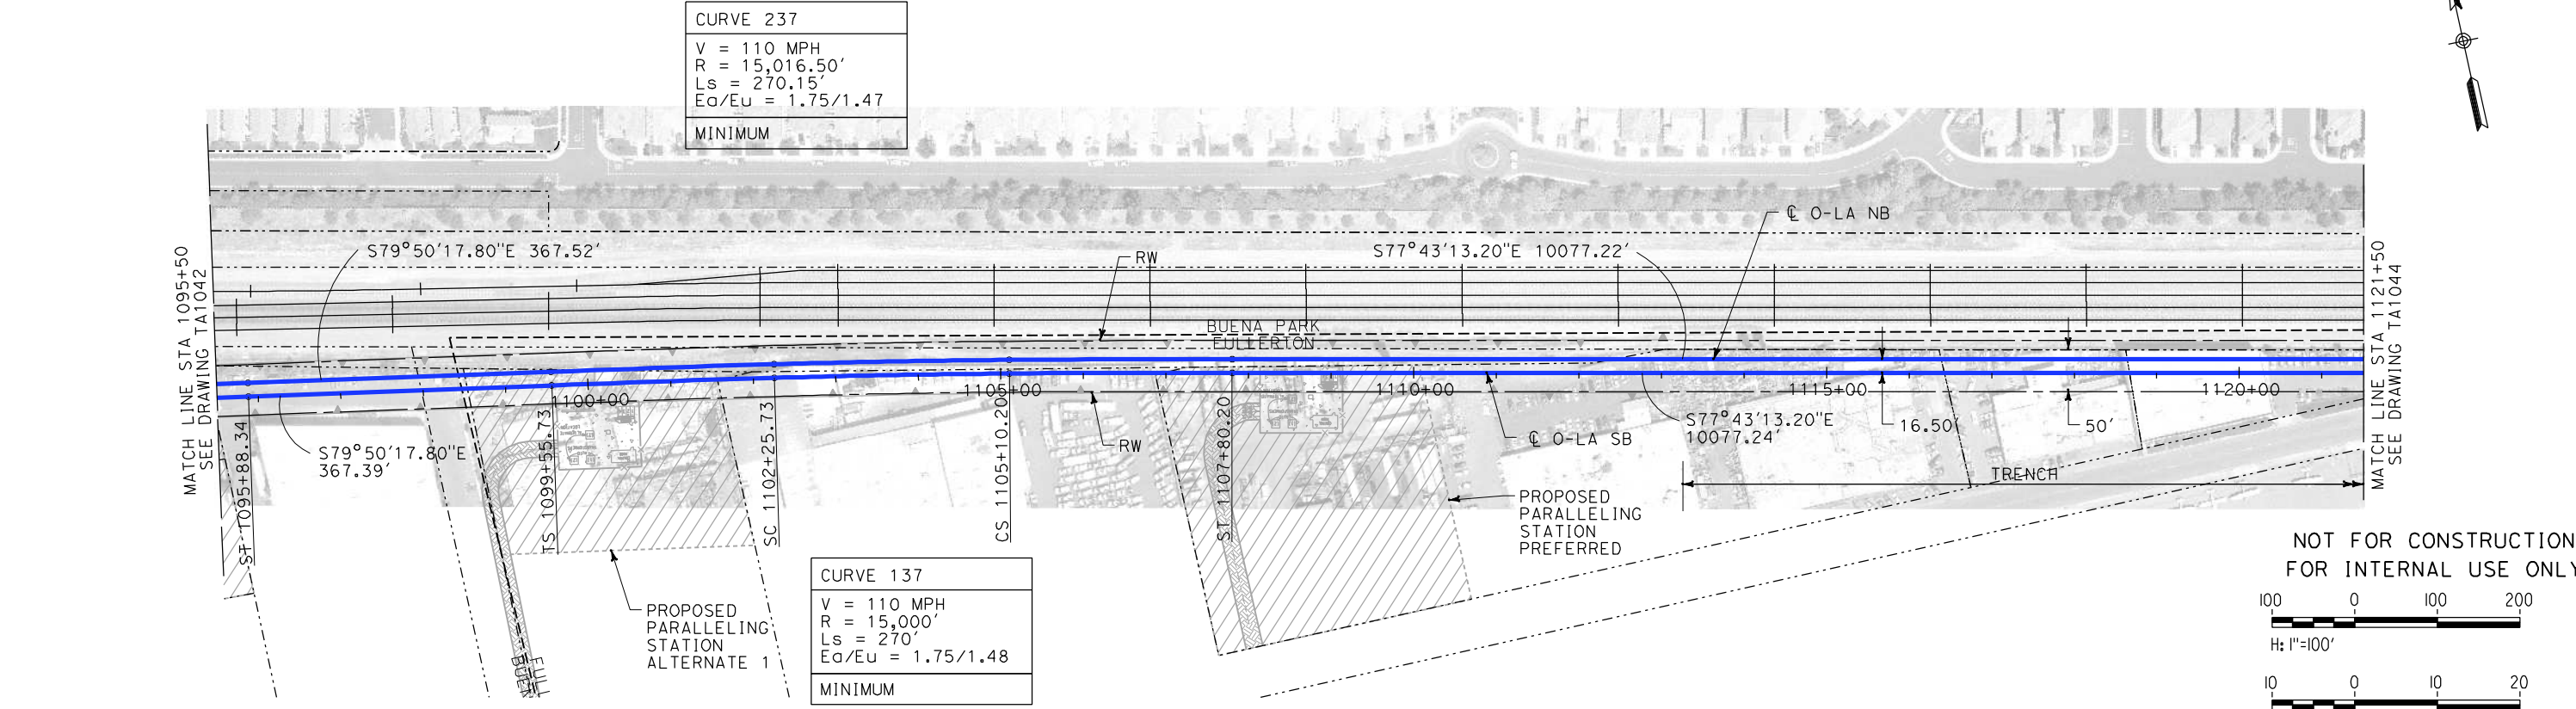 CURVE 237
V = 110 MPH
R = 15,016.50'
Ls = 270.15'
Ea/Eu = 1.75/1.47
MINIMUM
MATCH LINE STA 1095+50
SEE DRAWING TA1042
S79°50'17.80"E 367.52'
RW
S77°43'13.20"E 10077.22'
℄ O-LA NB
BUENA PARK
FULLERTON
MATCH LINE STA 1121+50
SEE DRAWING TA1044
1100+00
1105+00
1110+00
1115+00
1120+00
S79°50'17.80"E
367.39'
ST 1095+88.34
TS 1099+55.73
SC 1102+25.73
CS 1105+10.20
ST 1107+80.20
RW
℄ O-LA SB
S77°43'13.20"E
10077.24'
16.50'
50'
TRENCH
PROPOSED
PARALLELING
STATION
PREFERRED
PROPOSED
PARALLELING
STATION
ALTERNATE 1
CURVE 137
V = 110 MPH
R = 15,000'
Ls = 270'
Ea/Eu = 1.75/1.48
MINIMUM
NOT FOR CONSTRUCTION
FOR INTERNAL USE ONLY
100 0 100 200
H: 1"=100'
10 0 10 20